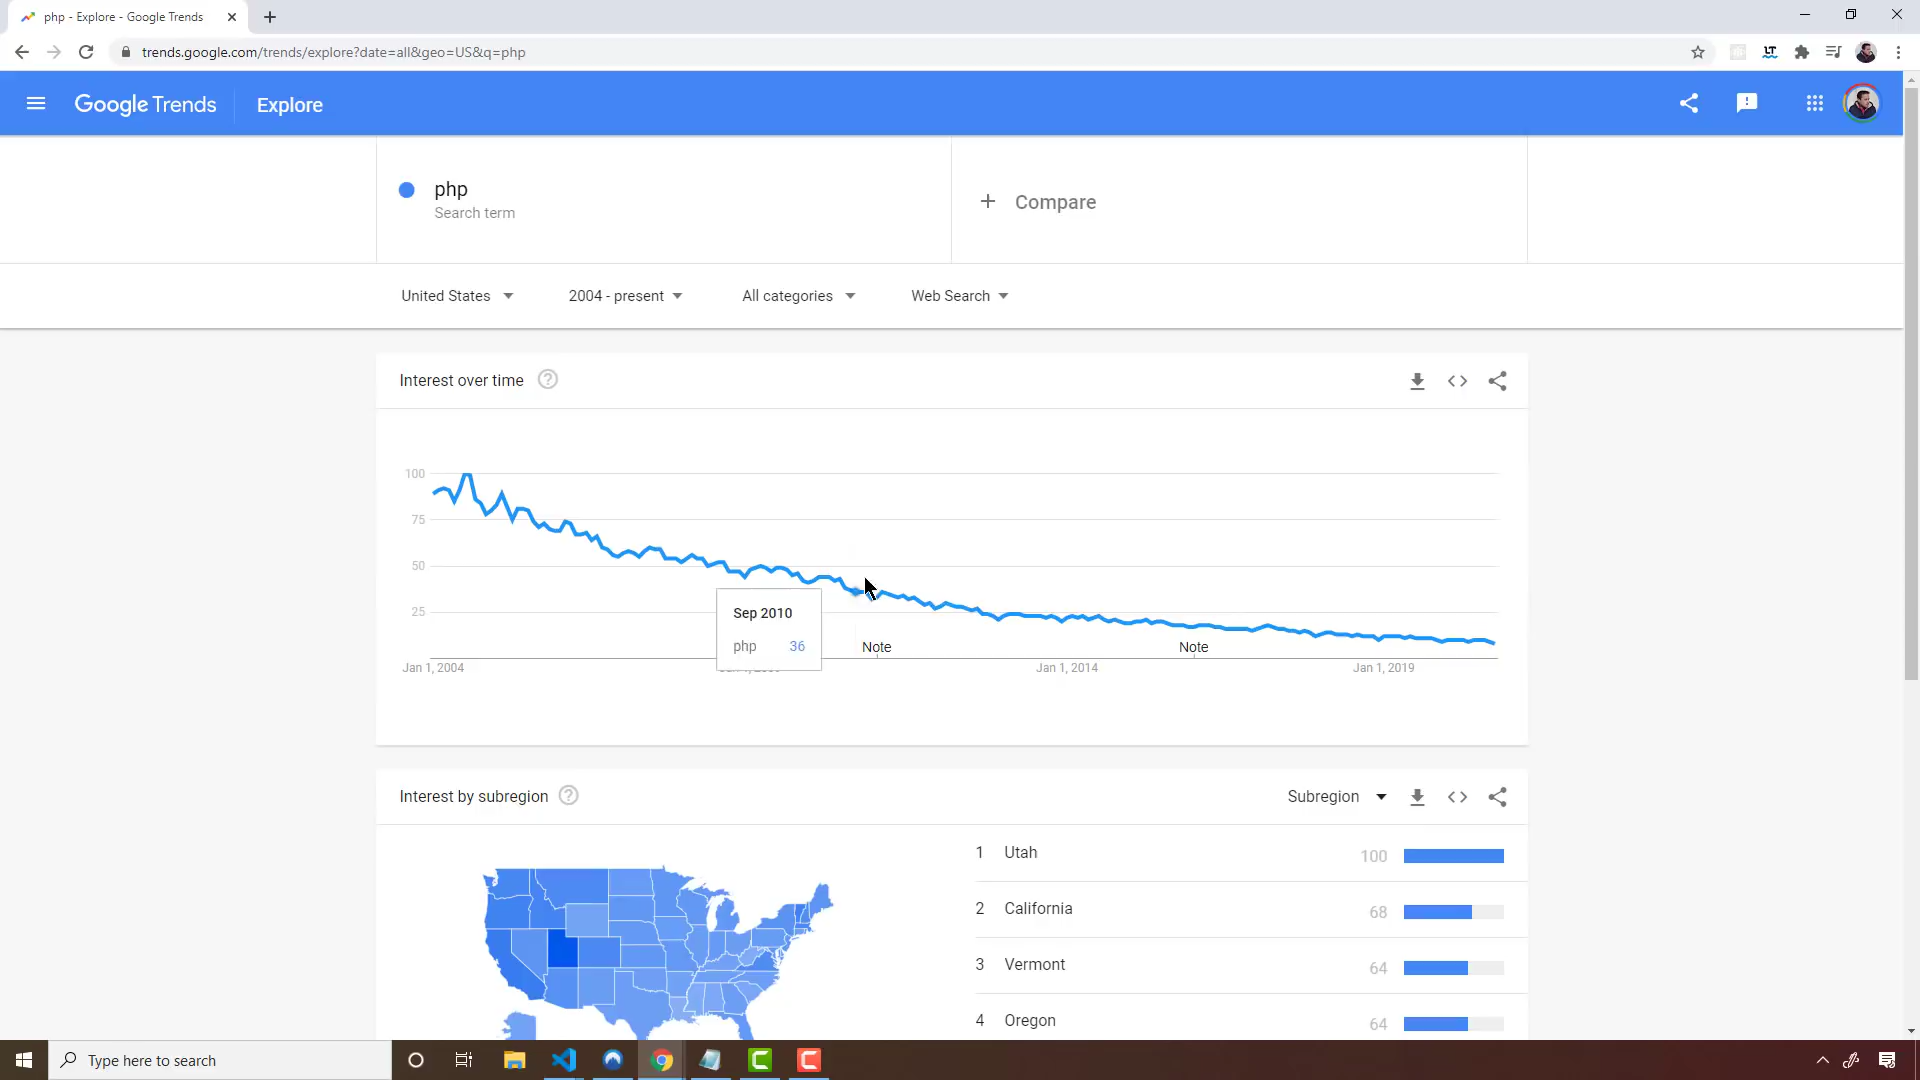 php - Explore - Google Trends
trends.google.com/trends/explore?date=all&geo=US&q=php
Google Trends
Explore
php
Search term
+ Compare
United States
2004 - present
All categories
Web Search
Interest over time
100
75
50
25
Sep 2010
php 36
Note
Note
Jan 1, 2004
Jan 1, 2014
Jan 1, 2019
Interest by subregion
Subregion
1 Utah 100
2 California 68
3 Vermont 64
4 Oregon 64
Type here to search